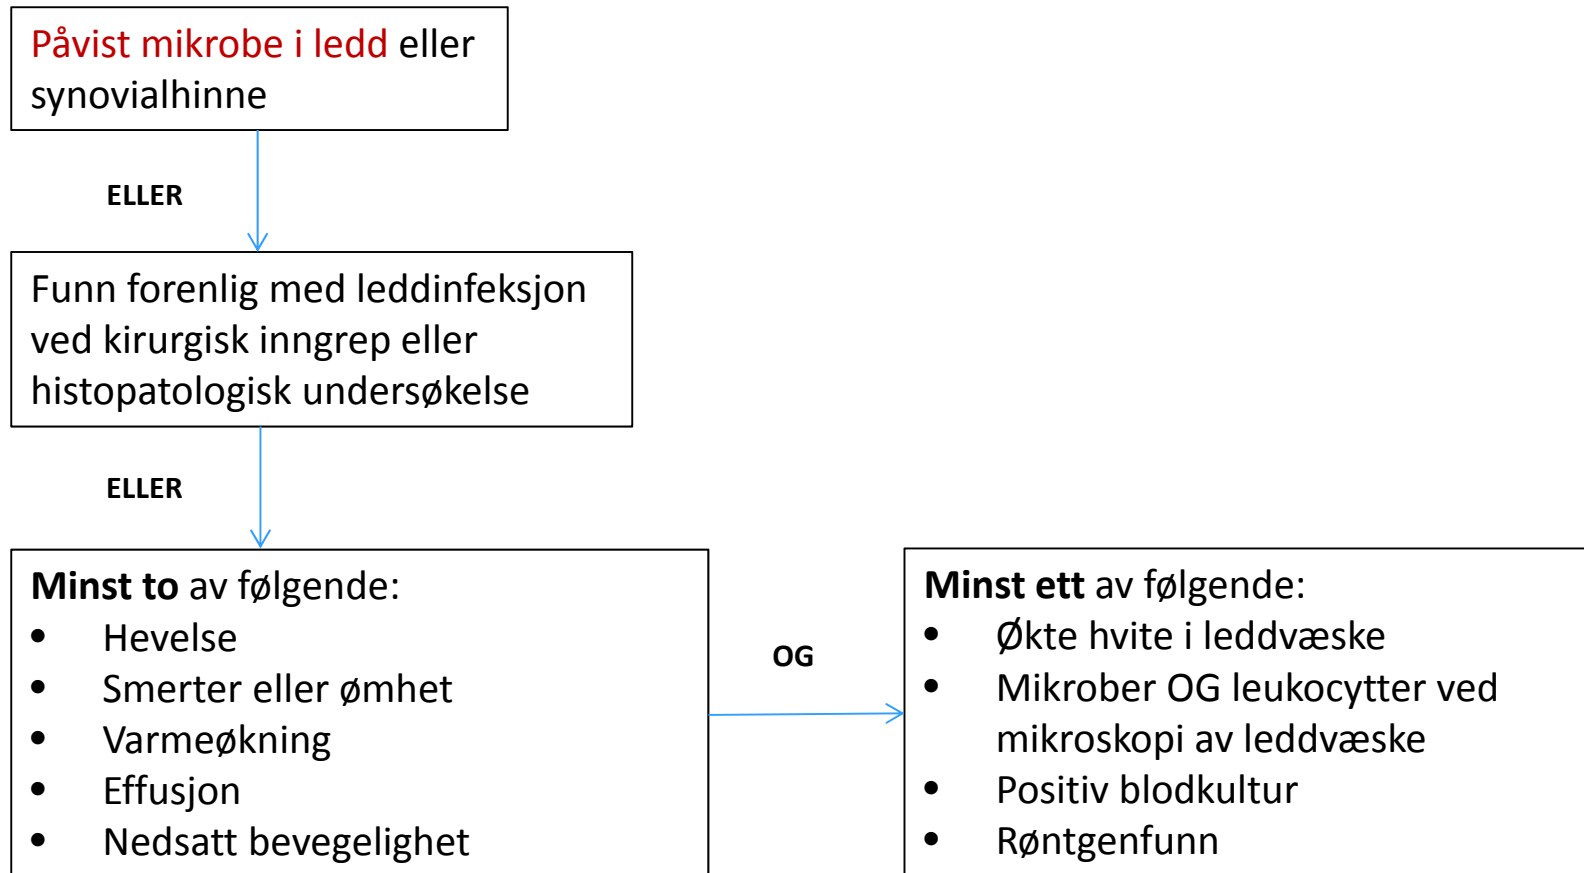 Påvist mikrobe i ledd eller
synovialhinne
ELLER
Funn forenlig med leddinfeksjon
ved kirurgisk inngrep eller
histopatologisk undersøkelse
ELLER
Minst to av følgende:
• Hevelse
• Smerter eller ømhet
• Varmeøkning
• Effusjon
• Nedsatt bevegelighet
OG
Minst ett av følgende:
• Økte hvite i leddvæske
• Mikrober OG leukocytter ved
mikroskopi av leddvæske
• Positiv blodkultur
• Røntgenfunn